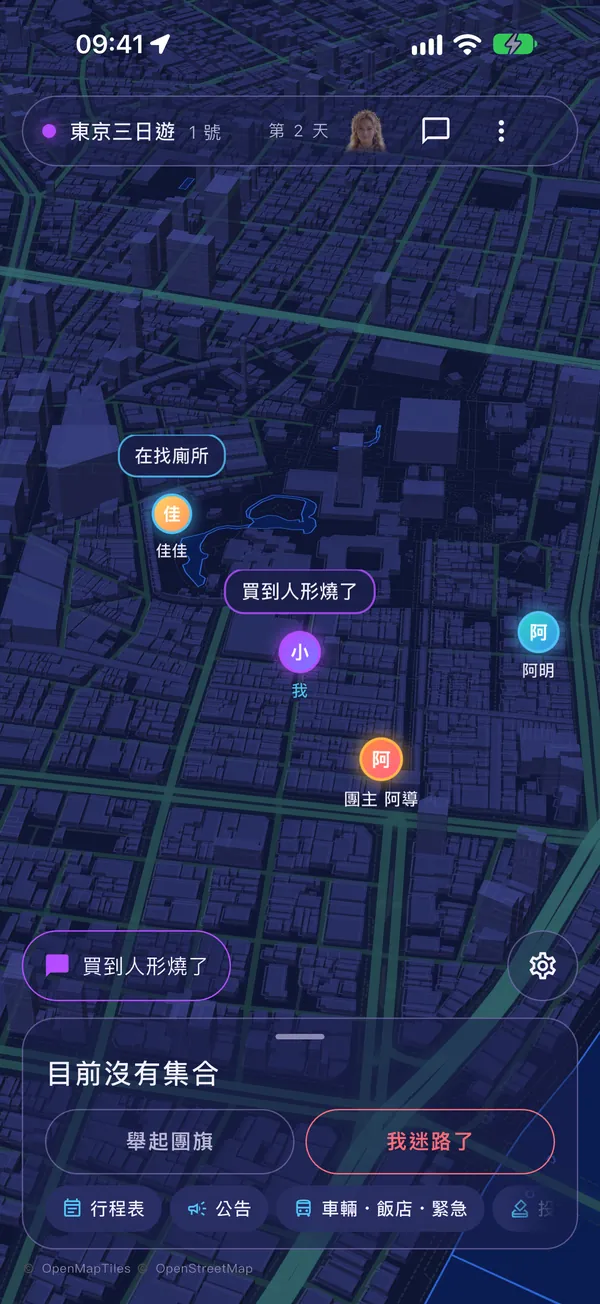 09:41
東京三日遊 1 號 第 2 天
在找廁所
佳
佳佳
買到人形燒了
小
我
阿
阿明
阿
團主 阿導
買到人形燒了
目前沒有集合
舉起團旗
我迷路了
行程表
公告
車輛・飯店・緊急
投
© OpenMapTiles © OpenStreetMap